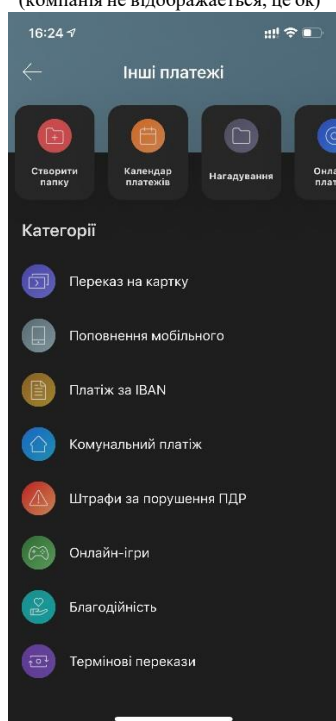 (компанія не відображається, це ок)
16:24
Інші платежі
Створити
папку
Календар
платежів
Нагадування
Категорії
Переказ на картку
Поповнення мобільного
Платіж за IBAN
Комунальний платіж
Штрафи за порушення ПДР
Онлайн-ігри
Благодійність
Термінові перекази